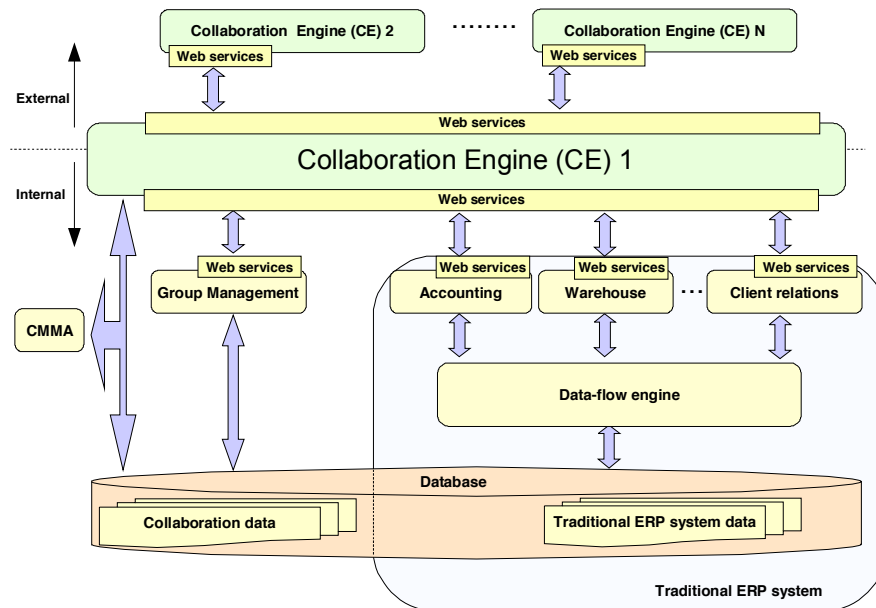 Collaboration Engine (CE) 2
........
Collaboration Engine (CE) N
Web services
Web services
External
Web services
Collaboration Engine (CE) 1
Internal
Web services
Web services
Web services
Web services
Web services
Group Management
Accounting
Warehouse
...
Client relations
CMMA
Data-flow engine
Database
Collaboration data
Traditional ERP system data
Traditional ERP system